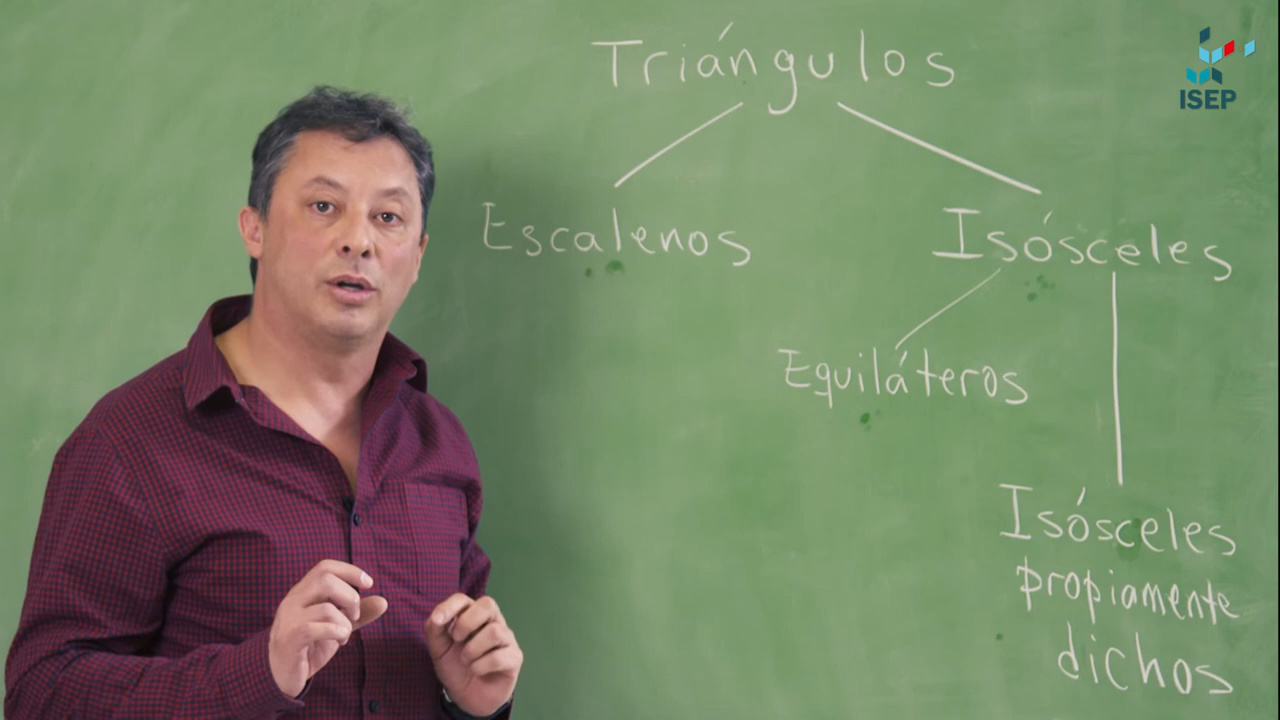 Triángulos
ISEP
Escalenos
Isósceles
Equiláteros
Isósceles
propiamente
dichos